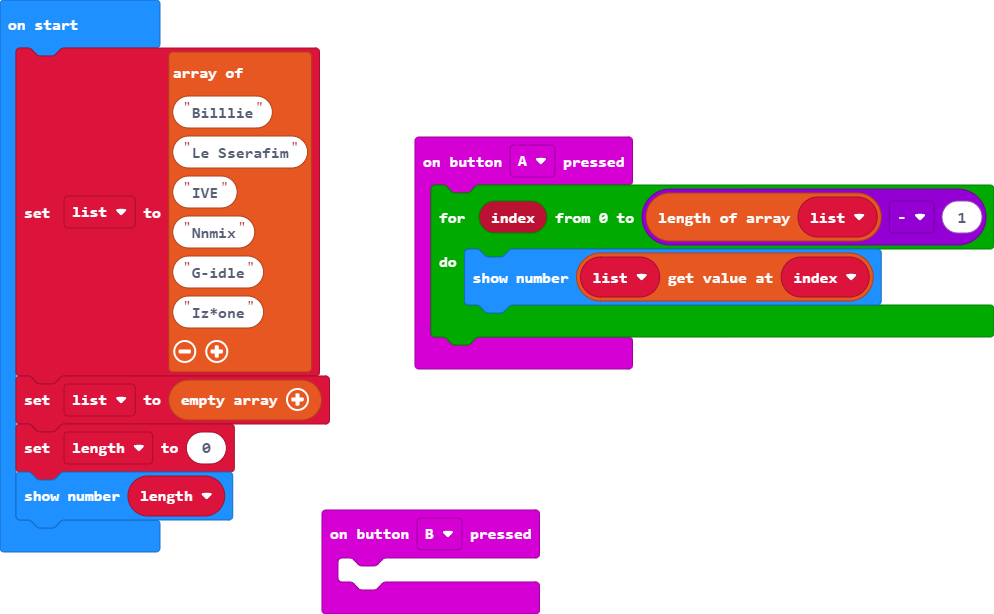 on start
array of
"Billlie"
"Le Sserafim"
"IVE"
set list to
"Nnmix"
"G-idle"
"Iz*one"
set list to empty array
set length to 0
show number length
on button A pressed
for index from 0 to length of array list - 1
do
show number list get value at index
on button B pressed